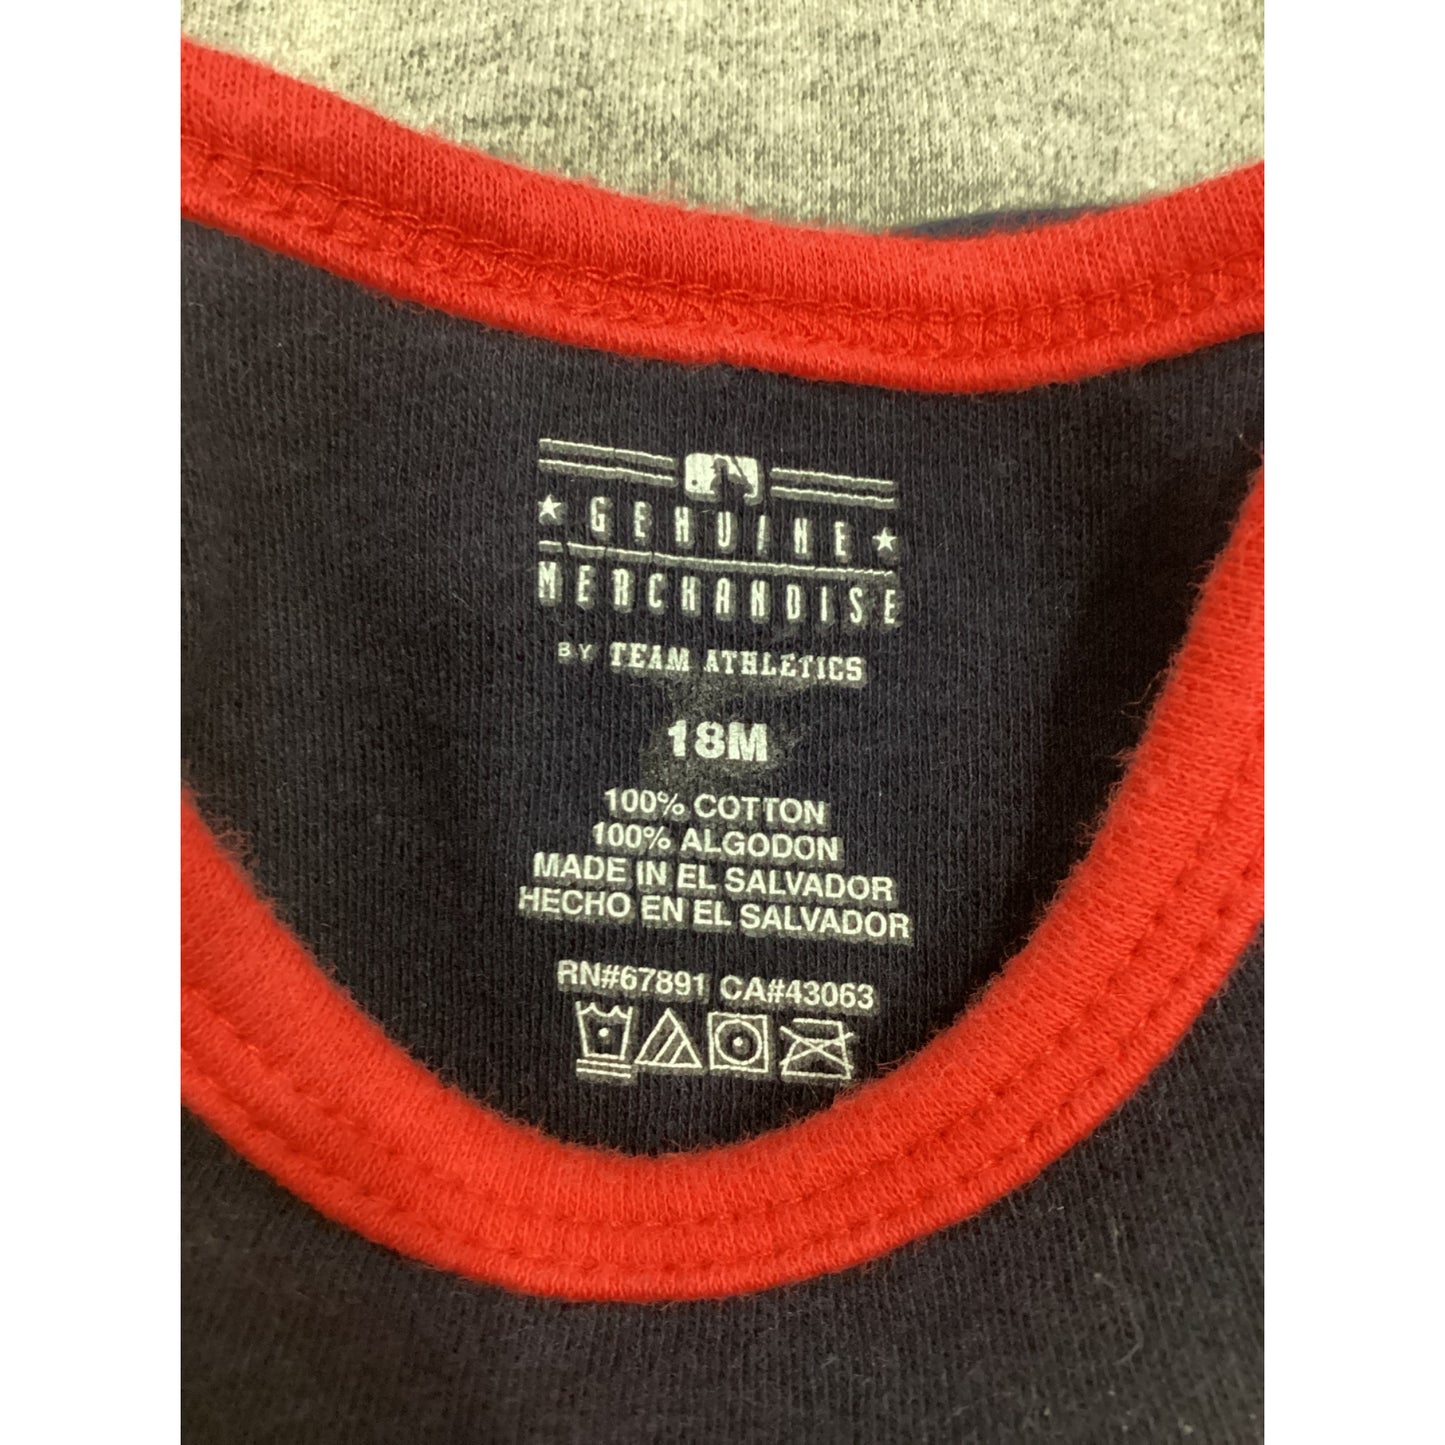 GENUINE
MERCHANDISE
BY TEAM ATHLETICS
18M
100% COTTON
100% ALGODON
MADE IN EL SALVADOR
HECHO EN EL SALVADOR
RN#67891 CA#43063